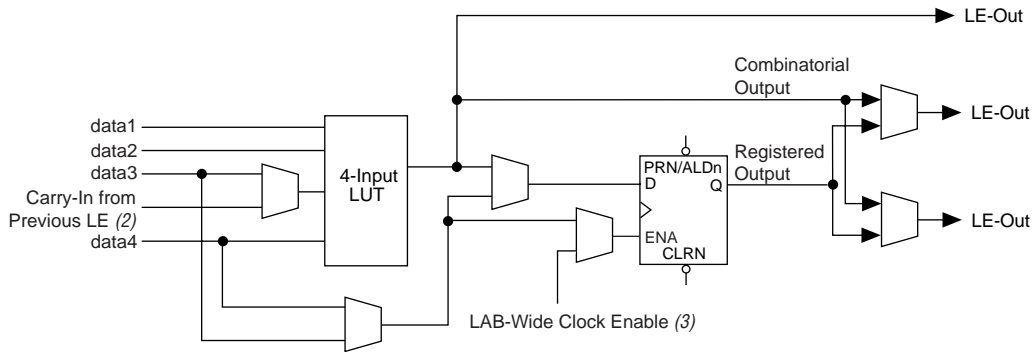 LE-Out
Combinatorial
Output
LE-Out
data1
data2
data3
4-Input
LUT
PRN/ALDn
D
Q
Registered
Output
Carry-In from
Previous LE (2)
data4
LE-Out
ENA
CLRN
LAB-Wide Clock Enable (3)